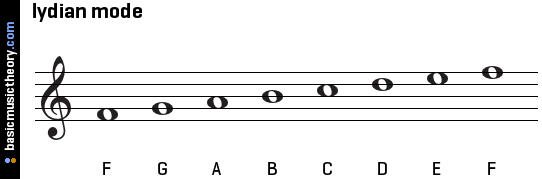 lydian mode
F G A B C D E F
basicmusictheory.com